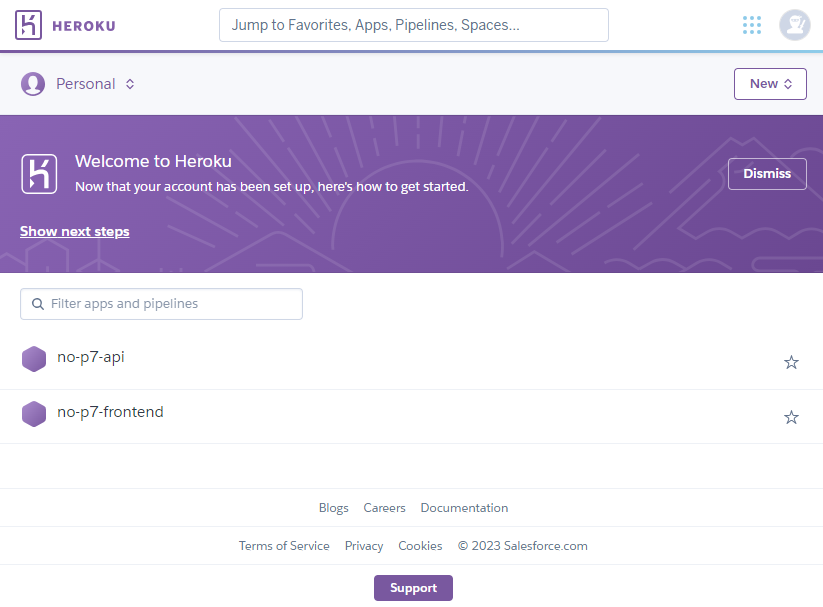 HEROKU
Jump to Favorites, Apps, Pipelines, Spaces...
Personal
New
Welcome to Heroku
Now that your account has been set up, here's how to get started.
Dismiss
Show next steps
Filter apps and pipelines
no-p7-api
no-p7-frontend
Blogs Careers Documentation
Terms of Service Privacy Cookies © 2023 Salesforce.com
Support